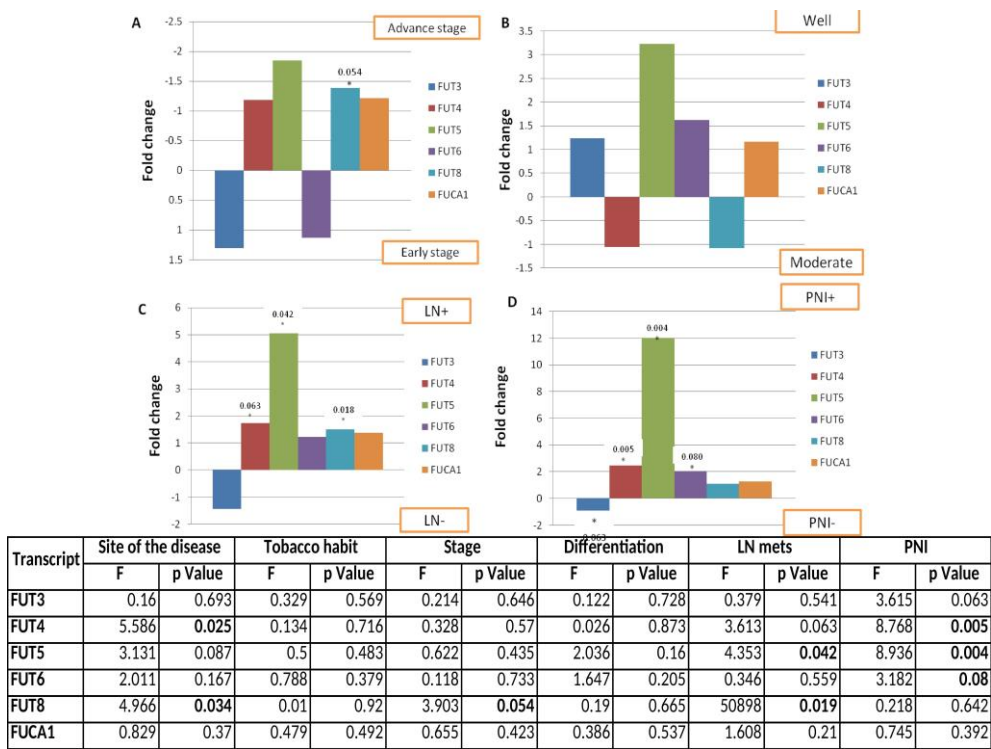 A
Advance stage
-2.5
-2
-1.5
-1
-0.5
0
0.5
1
1.5
Fold change
0.054
*
FUT3
FUT4
FUT5
FUT6
FUT8
FUCA1
Early stage
B
Well
3.5
3
2.5
2
1.5
1
0.5
0
-0.5
-1
-1.5
Fold change
FUT3
FUT4
FUT5
FUT6
FUT8
FUCA1
Moderate
C
LN+
6
5
4
3
2
1
0
-1
-2
Fold change
0.063
*
0.042
*
0.018
*
FUT3
FUT4
FUT5
FUT6
FUT8
FUCA1
LN-
D
PNI+
14
12
10
8
6
4
2
0
-2
Fold change
0.004
*
0.005
*
0.080
*
*
0.063
FUT3
FUT4
FUT5
FUT6
FUT8
FUCA1
PNI-
Transcript Site of the disease Tobacco habit Stage Differentiation LN mets PNI
F p Value F p Value F p Value F p Value F p Value F p Value
FUT3 0.16 0.693 0.329 0.569 0.214 0.646 0.122 0.728 0.379 0.541 3.615 0.063
FUT4 5.586 0.025 0.134 0.716 0.328 0.57 0.026 0.873 3.613 0.063 8.768 0.005
FUT5 3.131 0.087 0.5 0.483 0.622 0.435 2.036 0.16 4.353 0.042 8.936 0.004
FUT6 2.011 0.167 0.788 0.379 0.118 0.733 1.647 0.205 0.346 0.559 3.182 0.08
FUT8 4.966 0.034 0.01 0.92 3.903 0.054 0.19 0.665 50898 0.019 0.218 0.642
FUCA1 0.829 0.37 0.479 0.492 0.655 0.423 0.386 0.537 1.608 0.21 0.745 0.392